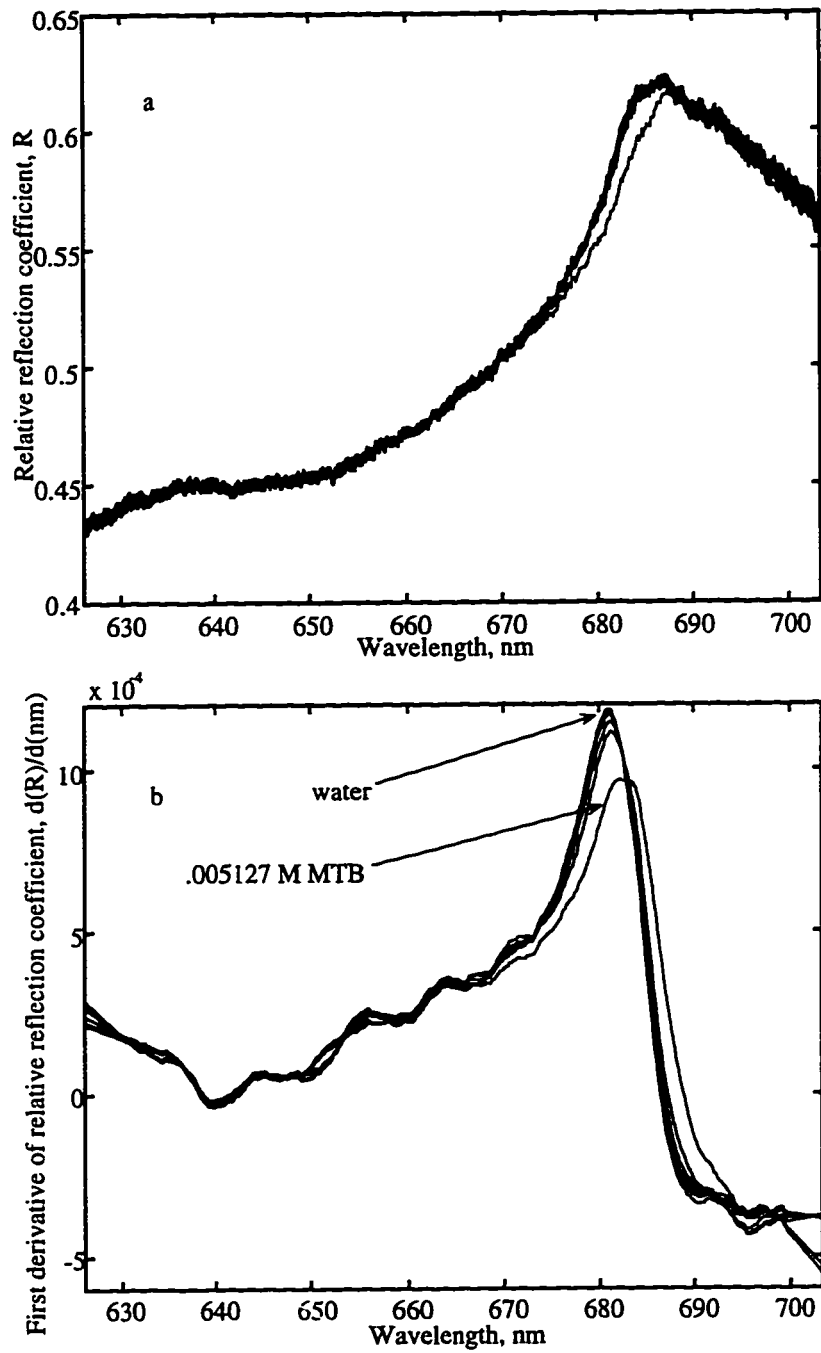 0.65
a
0.6
0.55
0.5
0.45
0.4
Relative reflection coefficient, R
630 640 650 660 670 680 690 700
Wavelength, nm
x 10-4
b
water
.005127 M MTB
10
5
0
-5
First derivative of relative reflection coefficient, d(R)/d(nm)
630 640 650 660 670 680 690 700
Wavelength, nm